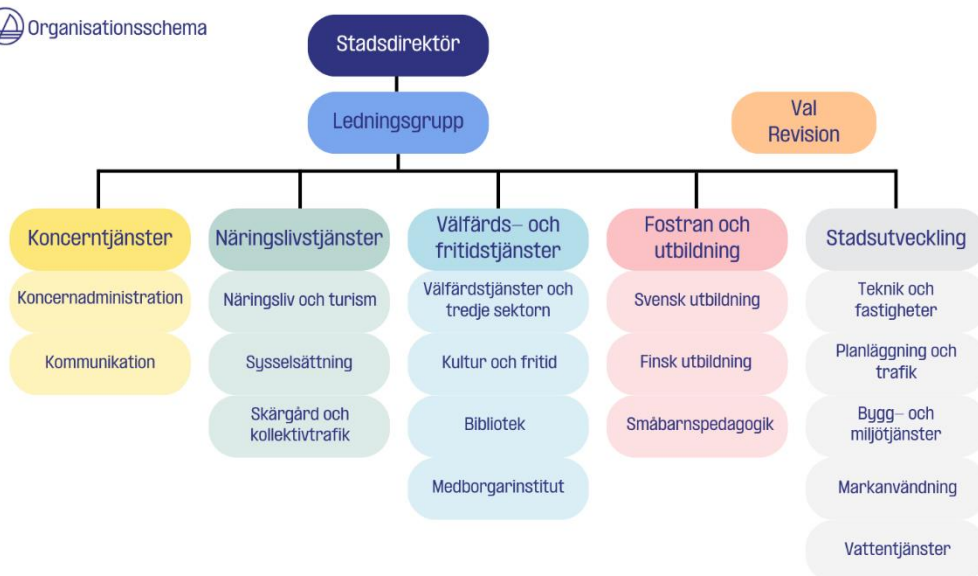 Organisationsschema
Stadsdirektör
Ledningsgrupp
Val
Revision
Koncerntjänster
Koncernadministration
Kommunikation
Näringslivstjänster
Näringsliv och turism
Sysselsättning
Skärgård och
kollektivtrafik
Välfärds- och
fritidstjänster
Välfärdstjänster och
tredje sektorn
Kultur och fritid
Bibliotek
Medborgarinstitut
Fostran och
utbildning
Svensk utbildning
Finsk utbildning
Småbarnspedagogik
Stadsutveckling
Teknik och
fastigheter
Planläggning och
trafik
Bygg- och
miljötjänster
Markanvändning
Vattentjänster